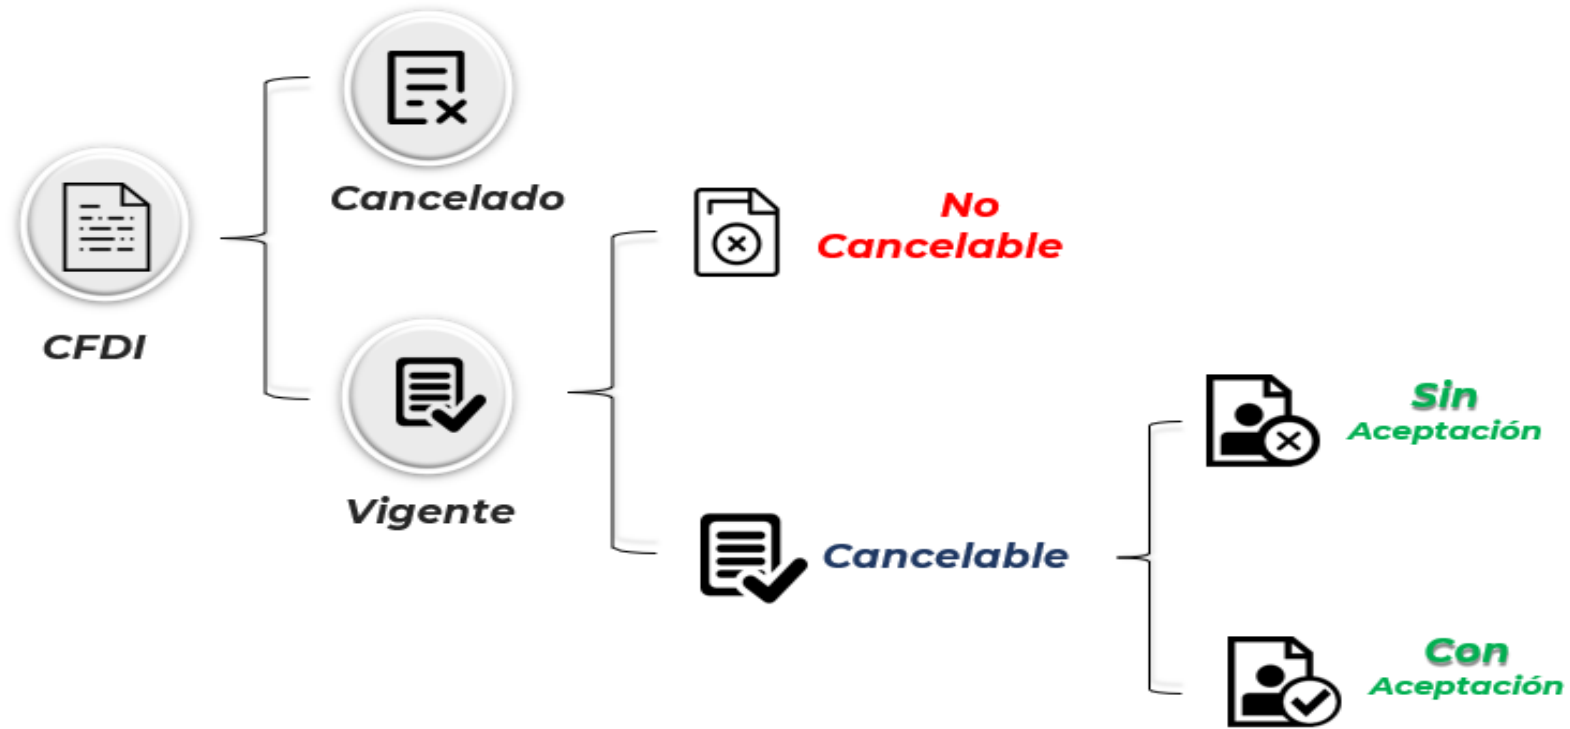 CFDI
Cancelado
Vigente
No
Cancelable
Cancelable
Sin
Aceptación
Con
Aceptación